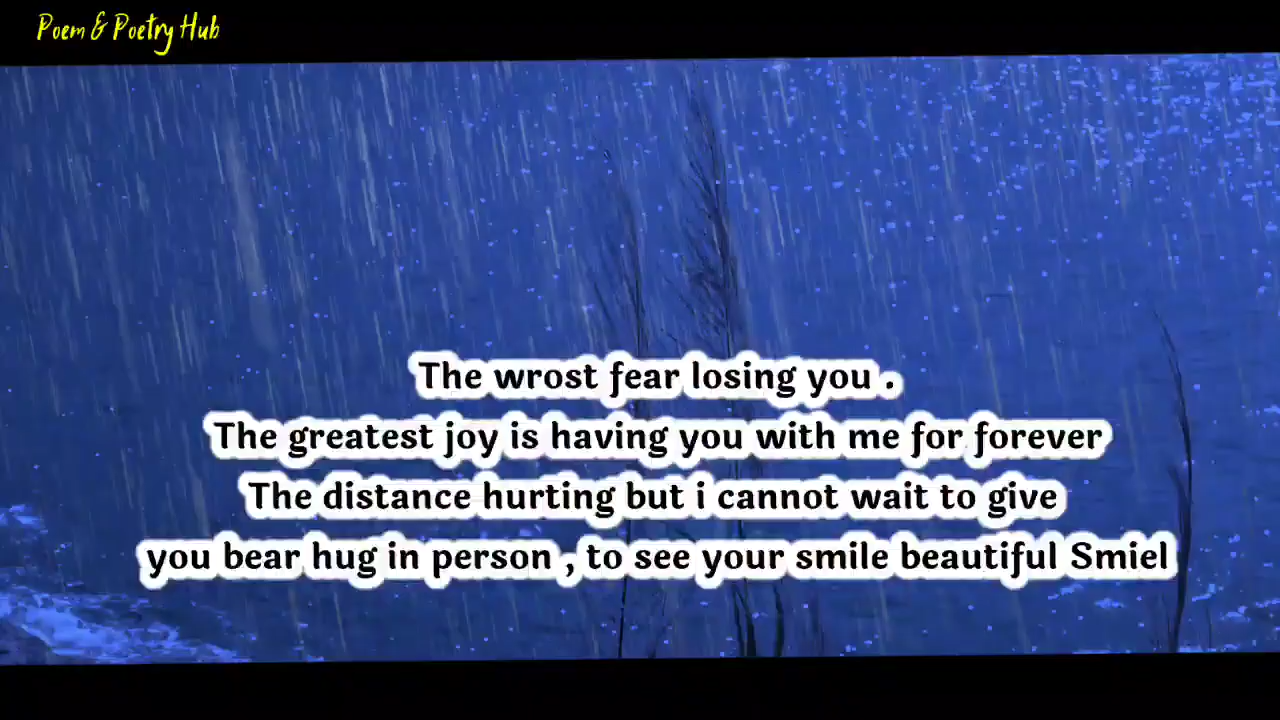 Poem & Poetry Hub
The wrost fear losing you .
The greatest joy is having you with me for forever
The distance hurting but i cannot wait to give
you bear hug in person , to see your smile beautiful Smiel